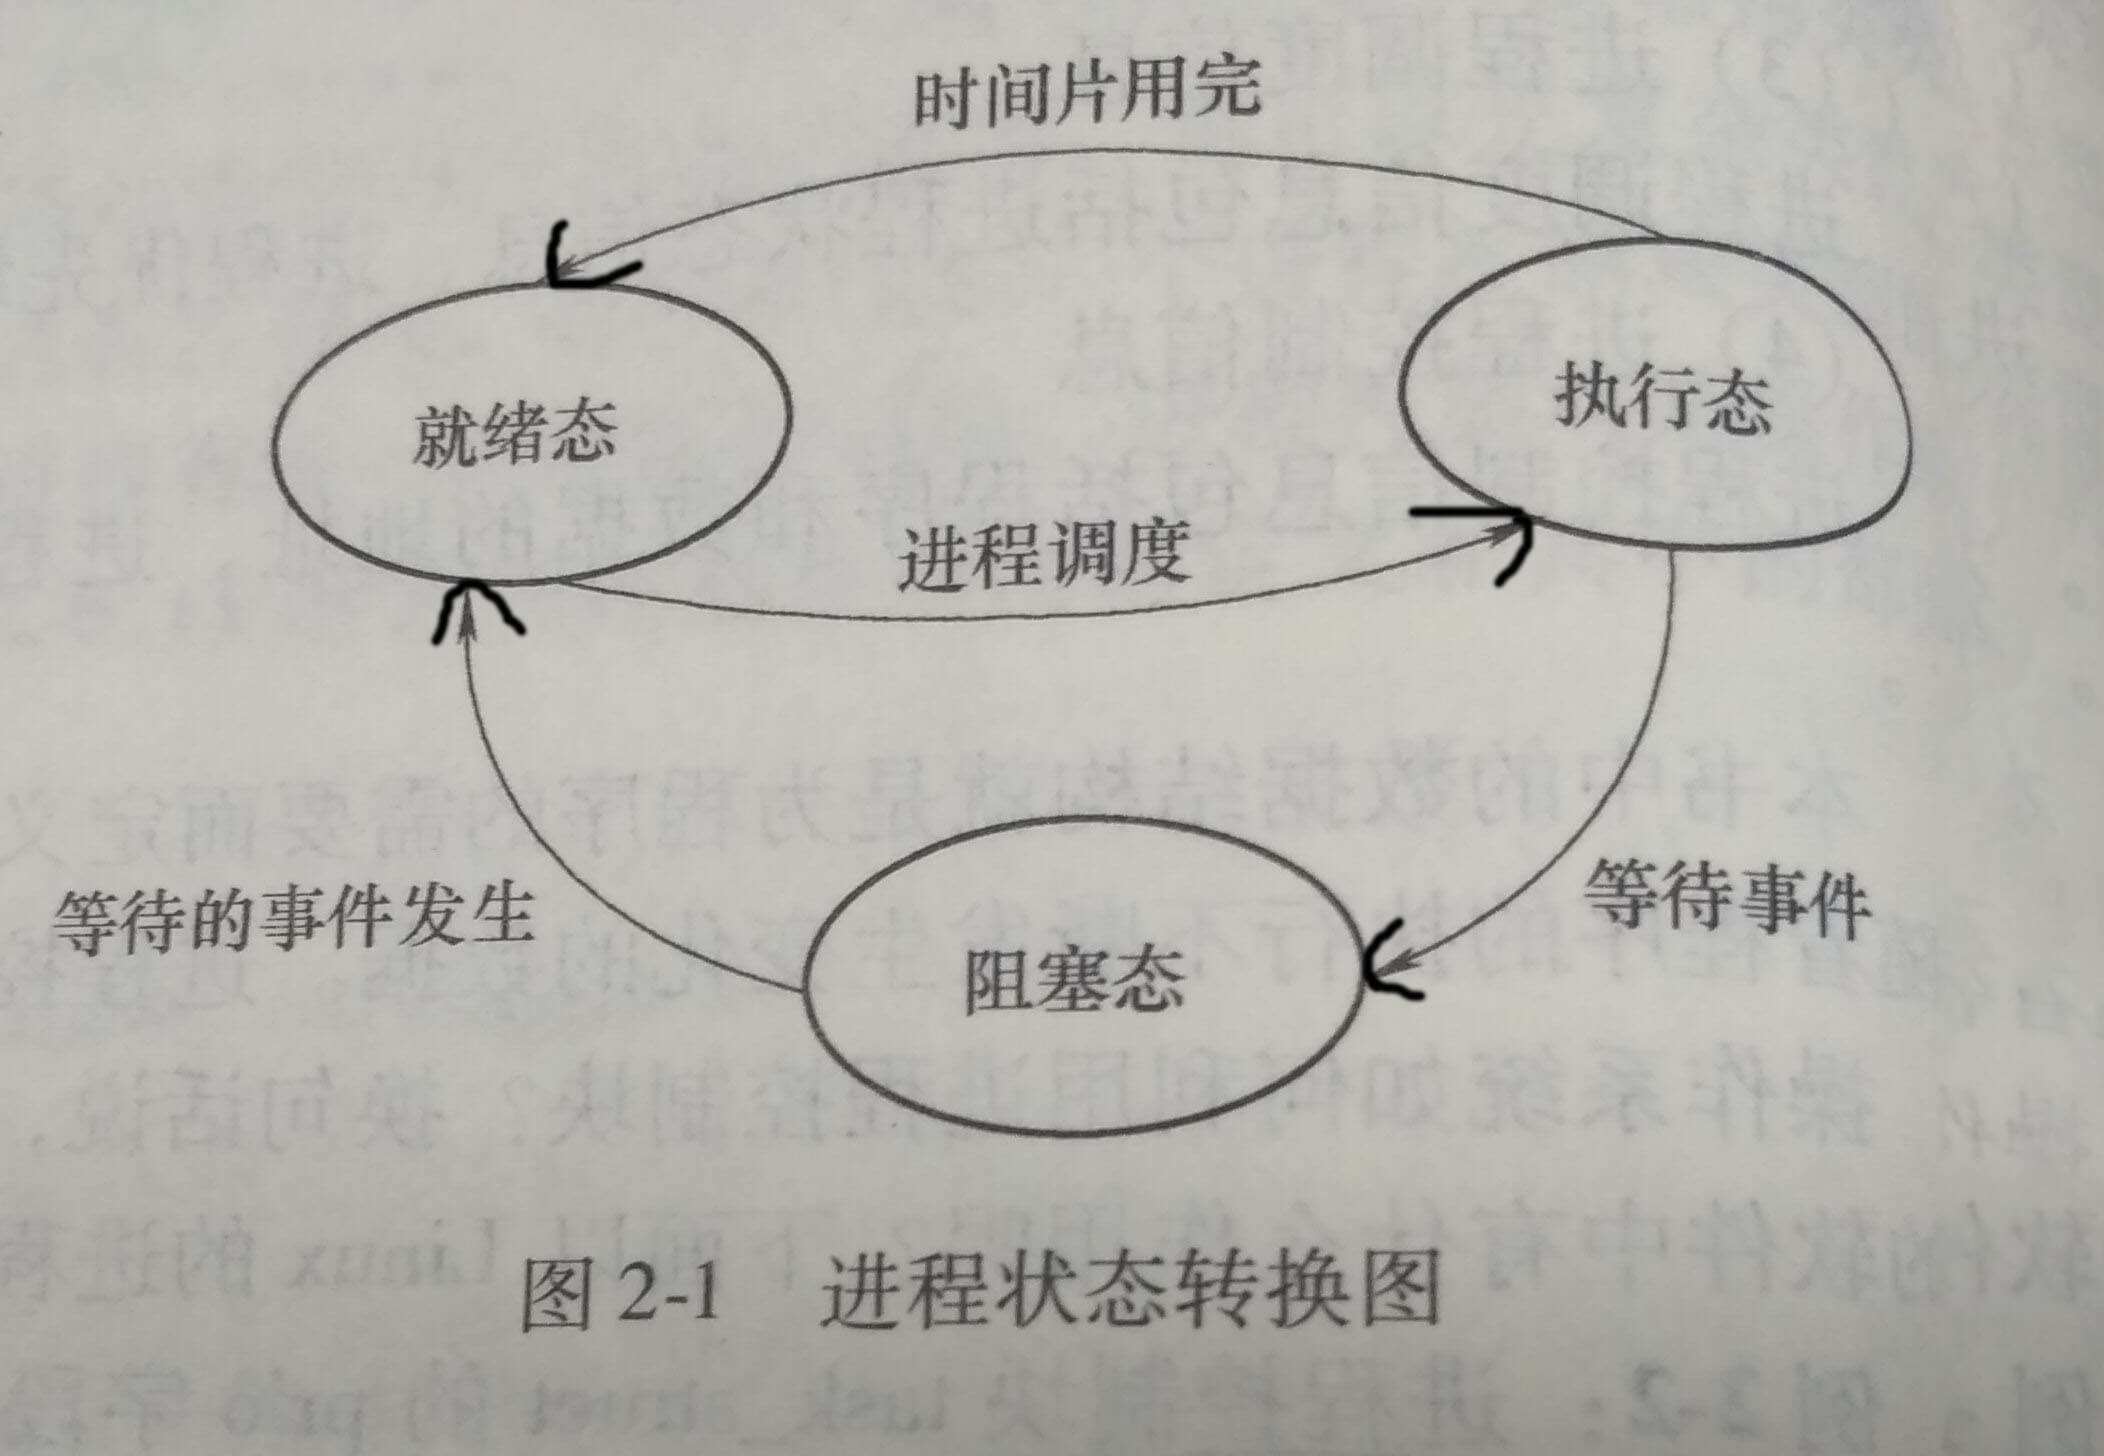 时间片用完
就绪态
执行态
进程调度
等待的事件发生
等待事件
阻塞态
图 2-1 进程状态转换图